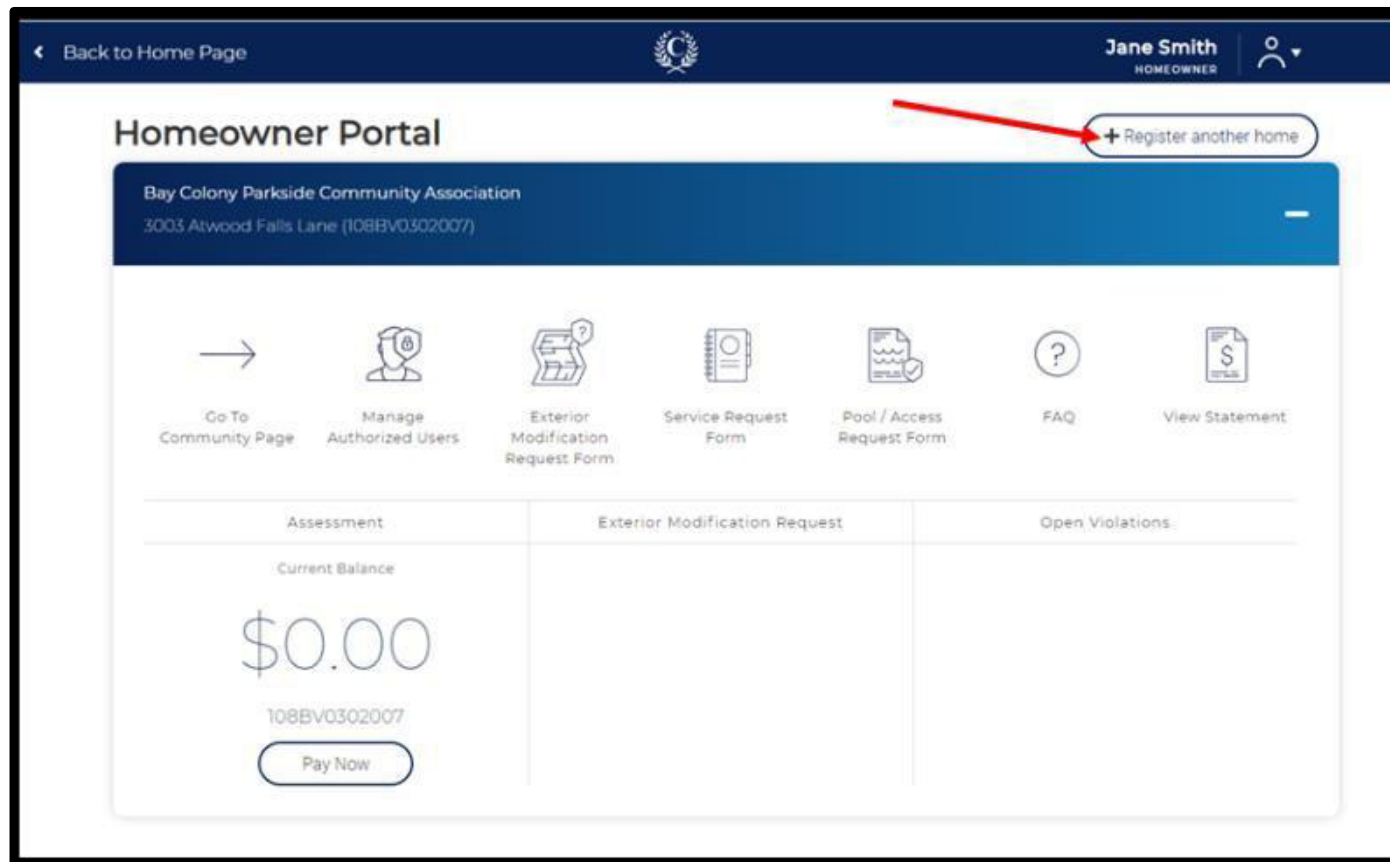 Back to Home Page
C
Jane Smith
HOMEOWNER
Homeowner Portal
+ Register another home
Bay Colony Parkside Community Association
3003 Atwood Falls Lane (108BV0302007)
Go To
Community Page
Manage
Authorized Users
Exterior
Modification
Request Form
Service Request
Form
Pool / Access
Request Form
FAQ
View Statement
Assessment
Exterior Modification Request
Open Violations
Current Balance
$0.00
108BV0302007
Pay Now